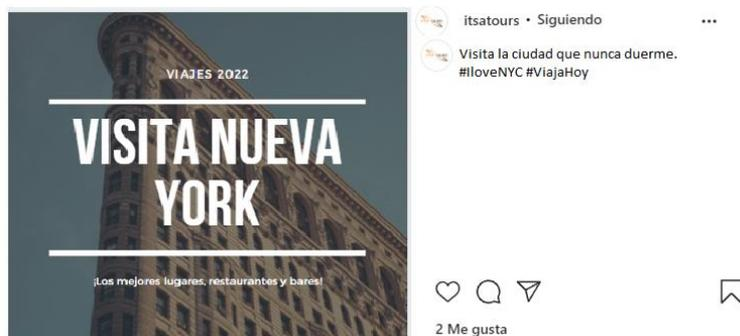 VIAJES 2022
VISITA NUEVA
YORK
¡Los mejores lugares, restaurantes y bares!
itsatours • Siguiendo
Visita la ciudad que nunca duerme.
#IloveNYC #ViajaHoy
2 Me gusta